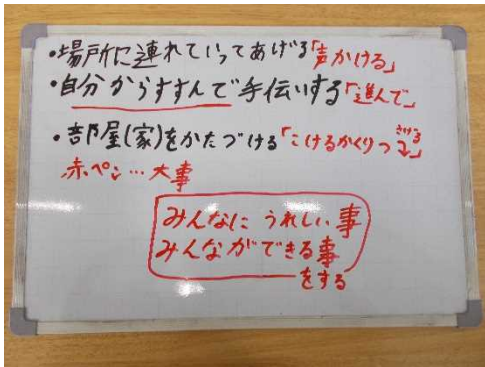 ・場所に連れていってあげる「声かける」
・自分からすすんで手伝いする「進んで」
・部屋(家)をかたづける「こけるかくりつ
さける
赤ペン…大事
みんなに うれしい事
みんなができる事
をする